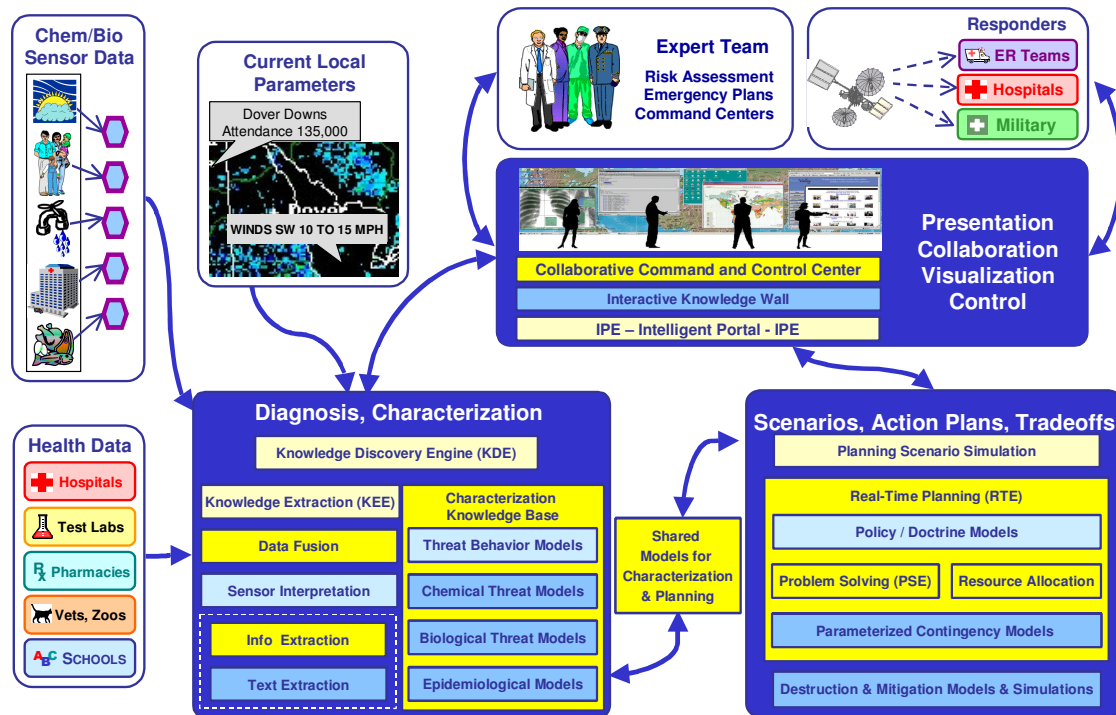 Chem/Bio
Sensor Data
Current Local
Parameters
Dover Downs
Attendance 135,000
Dover
WINDS SW 10 TO 15 MPH
Expert Team
Risk Assessment
Emergency Plans
Command Centers
Responders
ER Teams
Hospitals
Military
Collaborative Command and Control Center
Interactive Knowledge Wall
IPE – Intelligent Portal - IPE
Presentation
Collaboration
Visualization
Control
Health Data
Hospitals
Test Labs
Rx Pharmacies
Vets, Zoos
ABC SCHOOLS
Diagnosis, Characterization
Knowledge Discovery Engine (KDE)
Knowledge Extraction (KEE)
Data Fusion
Sensor Interpretation
Info Extraction
Text Extraction
Characterization
Knowledge Base
Threat Behavior Models
Chemical Threat Models
Biological Threat Models
Epidemiological Models
Shared
Models for
Characterization
& Planning
Scenarios, Action Plans, Tradeoffs
Planning Scenario Simulation
Real-Time Planning (RTE)
Policy / Doctrine Models
Problem Solving (PSE)
Resource Allocation
Parameterized Contingency Models
Destruction & Mitigation Models & Simulations